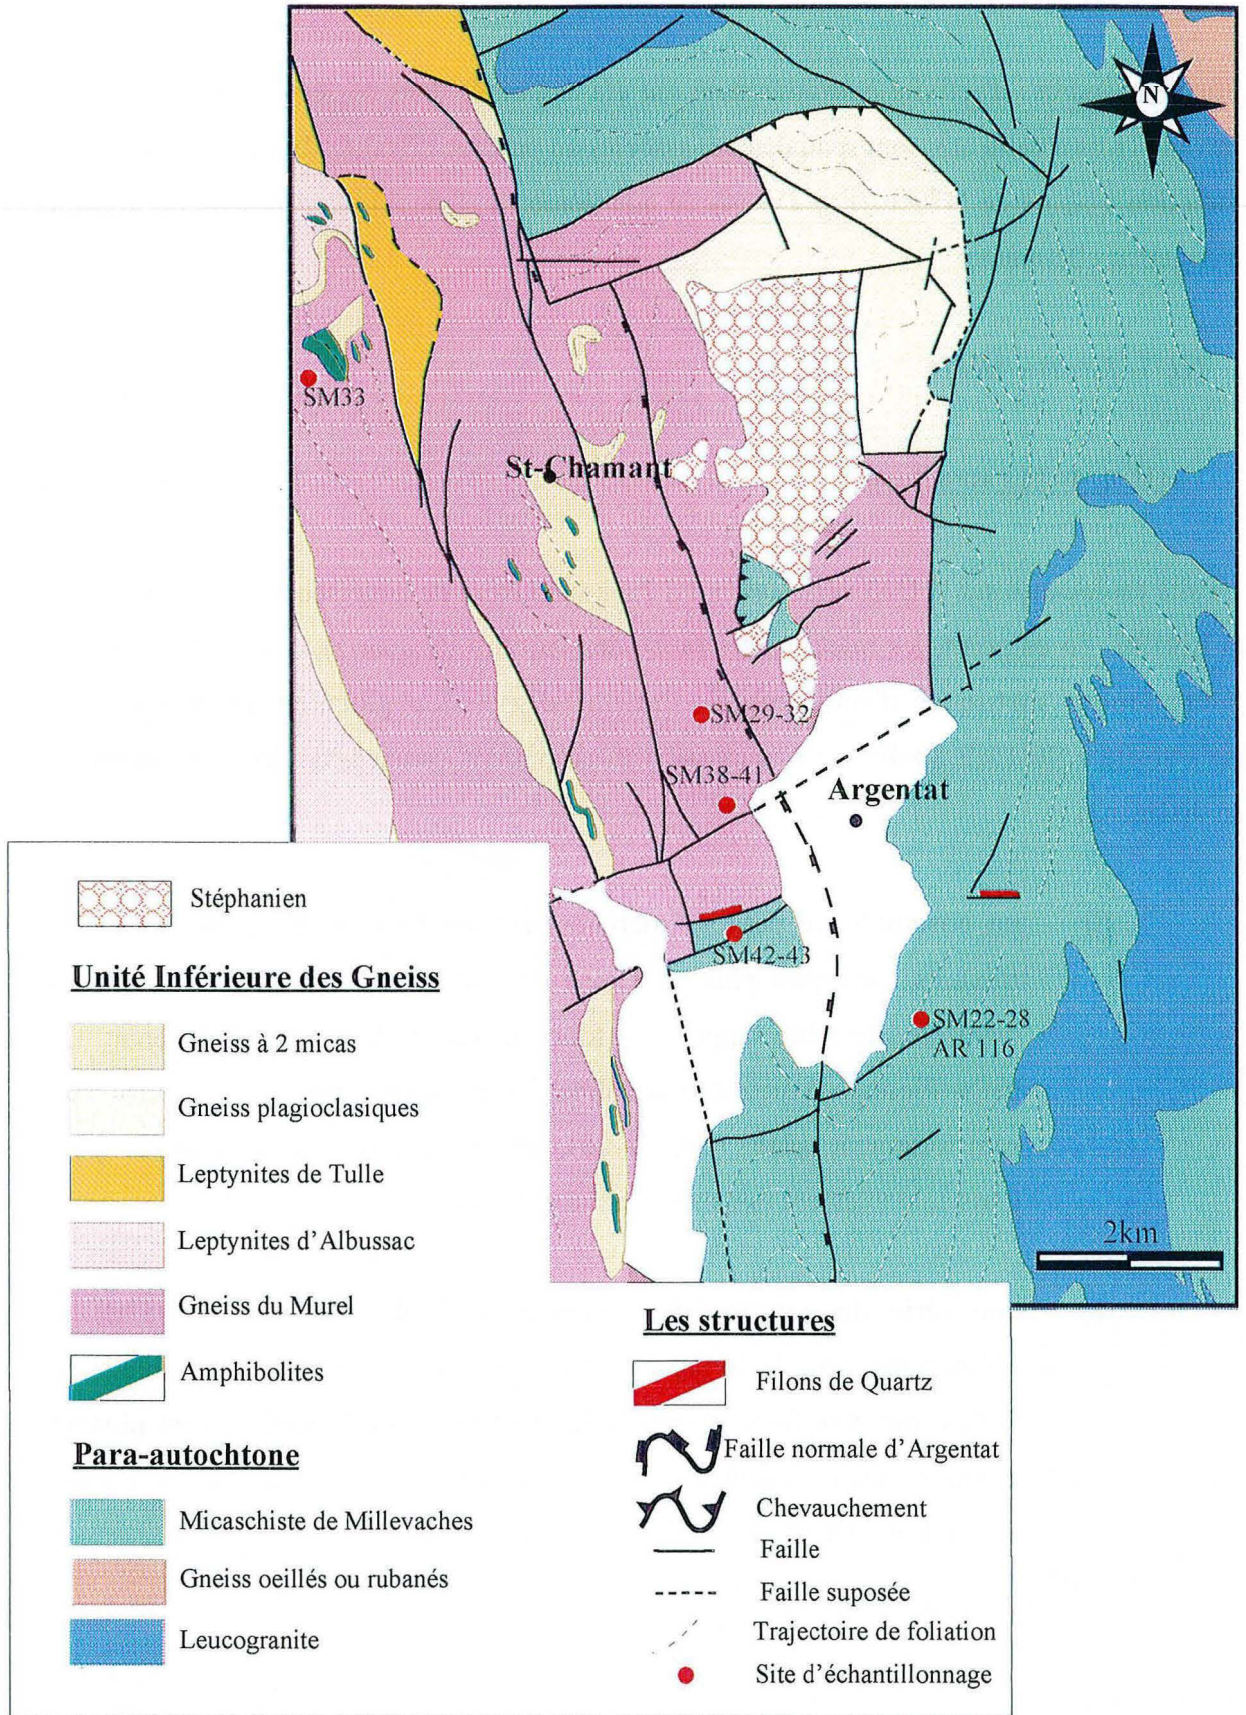 N
SM33
St-Chamant
SM29-32
SM38-41
Argentat
SM42-43
SM22-28
AR 116
2km
Stéphanien
Unité Inférieure des Gneiss
Gneiss à 2 micas
Gneiss plagioclasiques
Leptynites de Tulle
Leptynites d'Albussac
Gneiss du Murel
Amphibolites
Para-autochtone
Micaschiste de Millevaches
Gneiss oeillés ou rubanés
Leucogranite
Les structures
Filons de Quartz
Faille normale d'Argentat
Chevauchement
Faille
Faille suposée
Trajectoire de foliation
Site d'échantillonnage